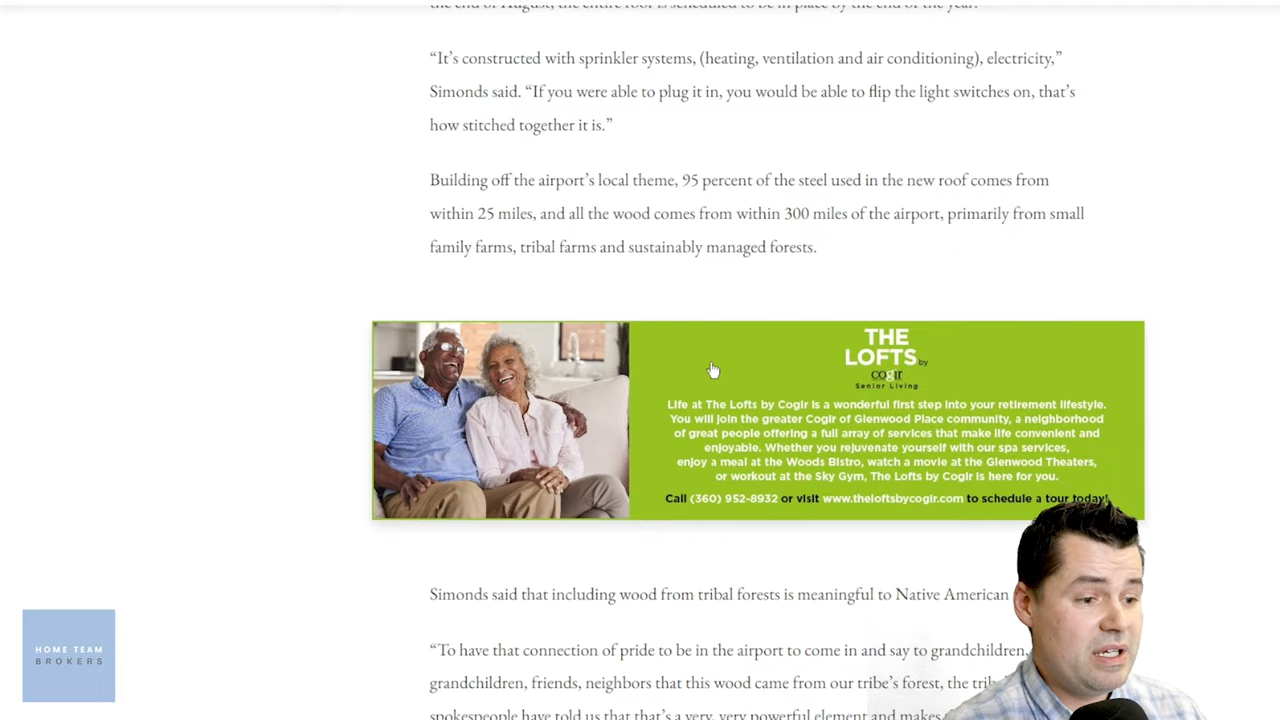 the end of August, the entire roof is scheduled to be in place by the end of the year.
“It’s constructed with sprinkler systems, (heating, ventilation and air conditioning), electricity,”
Simonds said. “If you were able to plug it in, you would be able to flip the light switches on, that’s
how stitched together it is.”
Building off the airport’s local theme, 95 percent of the steel used in the new roof comes from
within 25 miles, and all the wood comes from within 300 miles of the airport, primarily from small
family farms, tribal farms and sustainably managed forests.
THE
LOFTS by
cogir
Senior Living
Life at The Lofts by Cogir is a wonderful first step into your retirement lifestyle.
You will join the greater Cogir of Glenwood Place community, a neighborhood
of great people offering a full array of services that make life convenient and
enjoyable. Whether you rejuvenate yourself with our spa services,
enjoy a meal at the Woods Bistro, watch a movie at the Glenwood Theaters,
or workout at the Sky Gym, The Lofts by Cogir is here for you.
Call (360) 952-8932 or visit www.theloftsbycogir.com to schedule a tour today!
Simonds said that including wood from tribal forests is meaningful to Native American
“To have that connection of pride to be in the airport to come in and say to grandchildren,
grandchildren, friends, neighbors that this wood came from our tribe’s forest, the
spokespeople have told us that that’s a very, very powerful element and makes
HOME TEAM
BROKERS